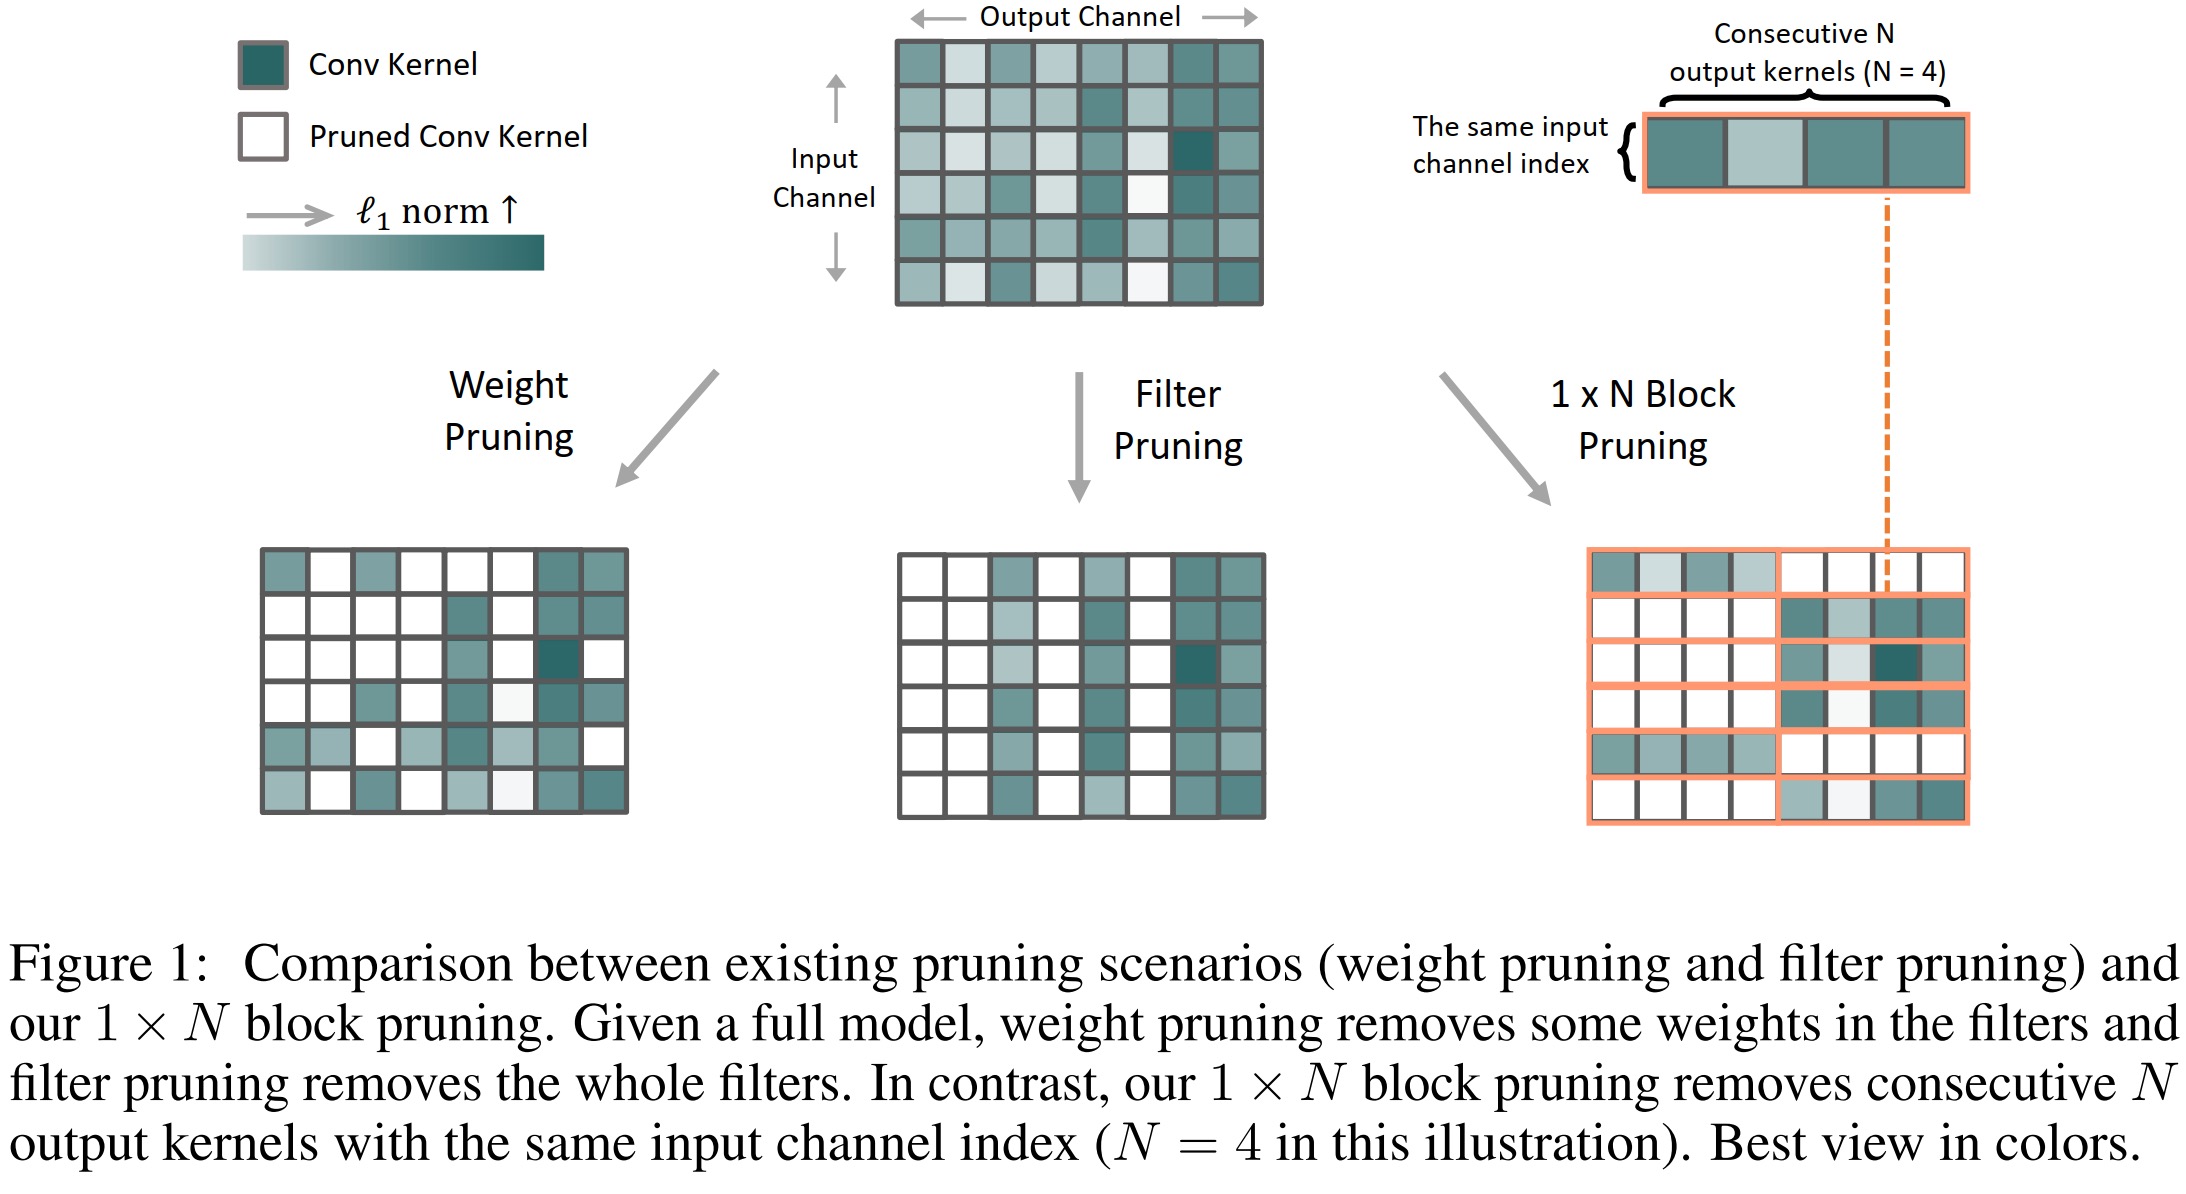 Conv Kernel
Pruned Conv Kernel
ℓ₁ norm ↑
Output Channel
Input
Channel
Consecutive N
output kernels (N = 4)
The same input
channel index
Weight
Pruning
Filter
Pruning
1 x N Block
Pruning
Figure 1: Comparison between existing pruning scenarios (weight pruning and filter pruning) and
our 1 × N block pruning. Given a full model, weight pruning removes some weights in the filters and
filter pruning removes the whole filters. In contrast, our 1 × N block pruning removes consecutive N
output kernels with the same input channel index (N = 4 in this illustration). Best view in colors.